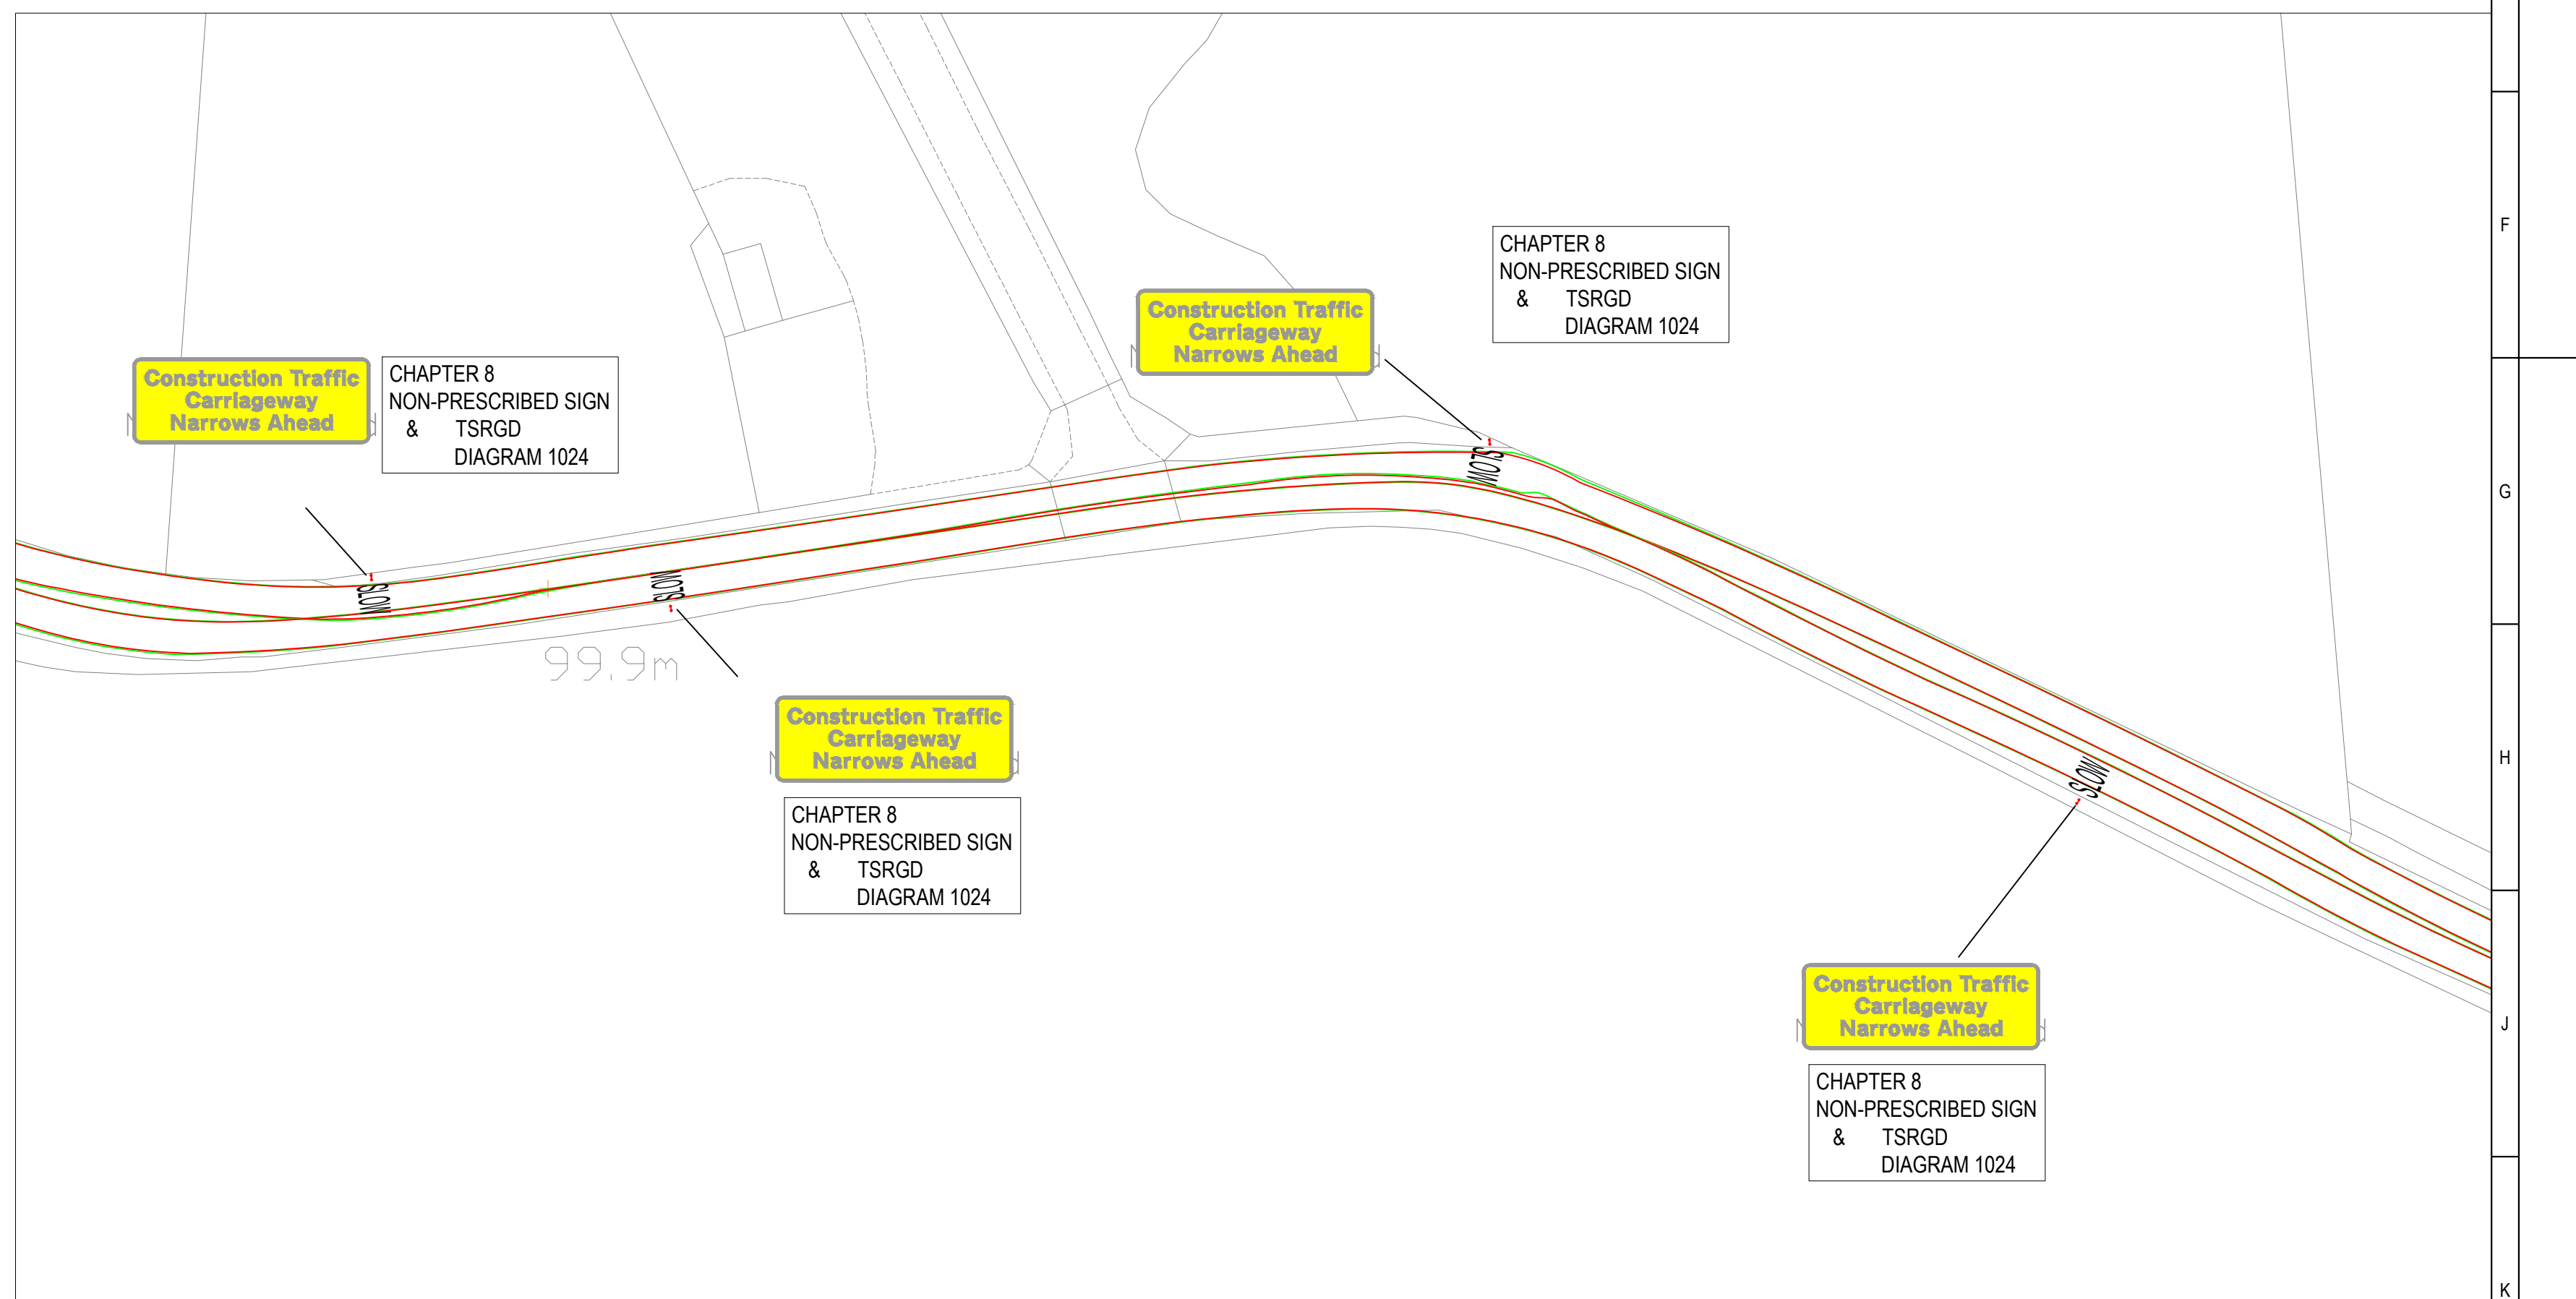 F
CHAPTER 8
NON-PRESCRIBED SIGN
& TSRGD
DIAGRAM 1024
Construction Traffic
Carriageway
Narrows Ahead
Construction Traffic
Carriageway
Narrows Ahead
CHAPTER 8
NON-PRESCRIBED SIGN
& TSRGD
DIAGRAM 1024
SLOW
G
SLOW
SLOW
99.9m
Construction Traffic
Carriageway
Narrows Ahead
CHAPTER 8
NON-PRESCRIBED SIGN
& TSRGD
DIAGRAM 1024
H
SLOW
Construction Traffic
Carriageway
Narrows Ahead
J
CHAPTER 8
NON-PRESCRIBED SIGN
& TSRGD
DIAGRAM 1024
K